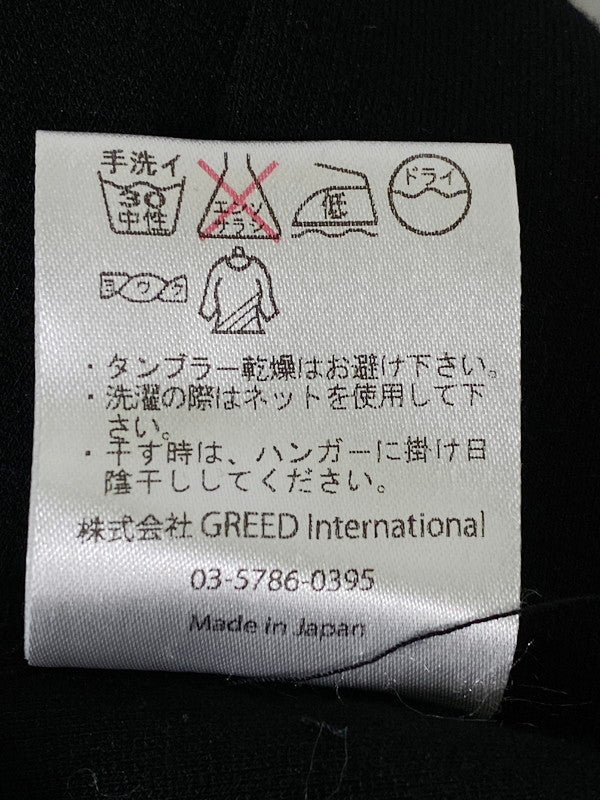 手洗イ
30
中性
エンソ
サラシ
低
ドライ
ヨワク
・タンブラー乾燥はお避け下さい。
・洗濯の際はネットを使用して下
さい。
・干す時は、ハンガーに掛け日
陰干ししてください。
株式会社 GREED International
03-5786-0395
Made in Japan